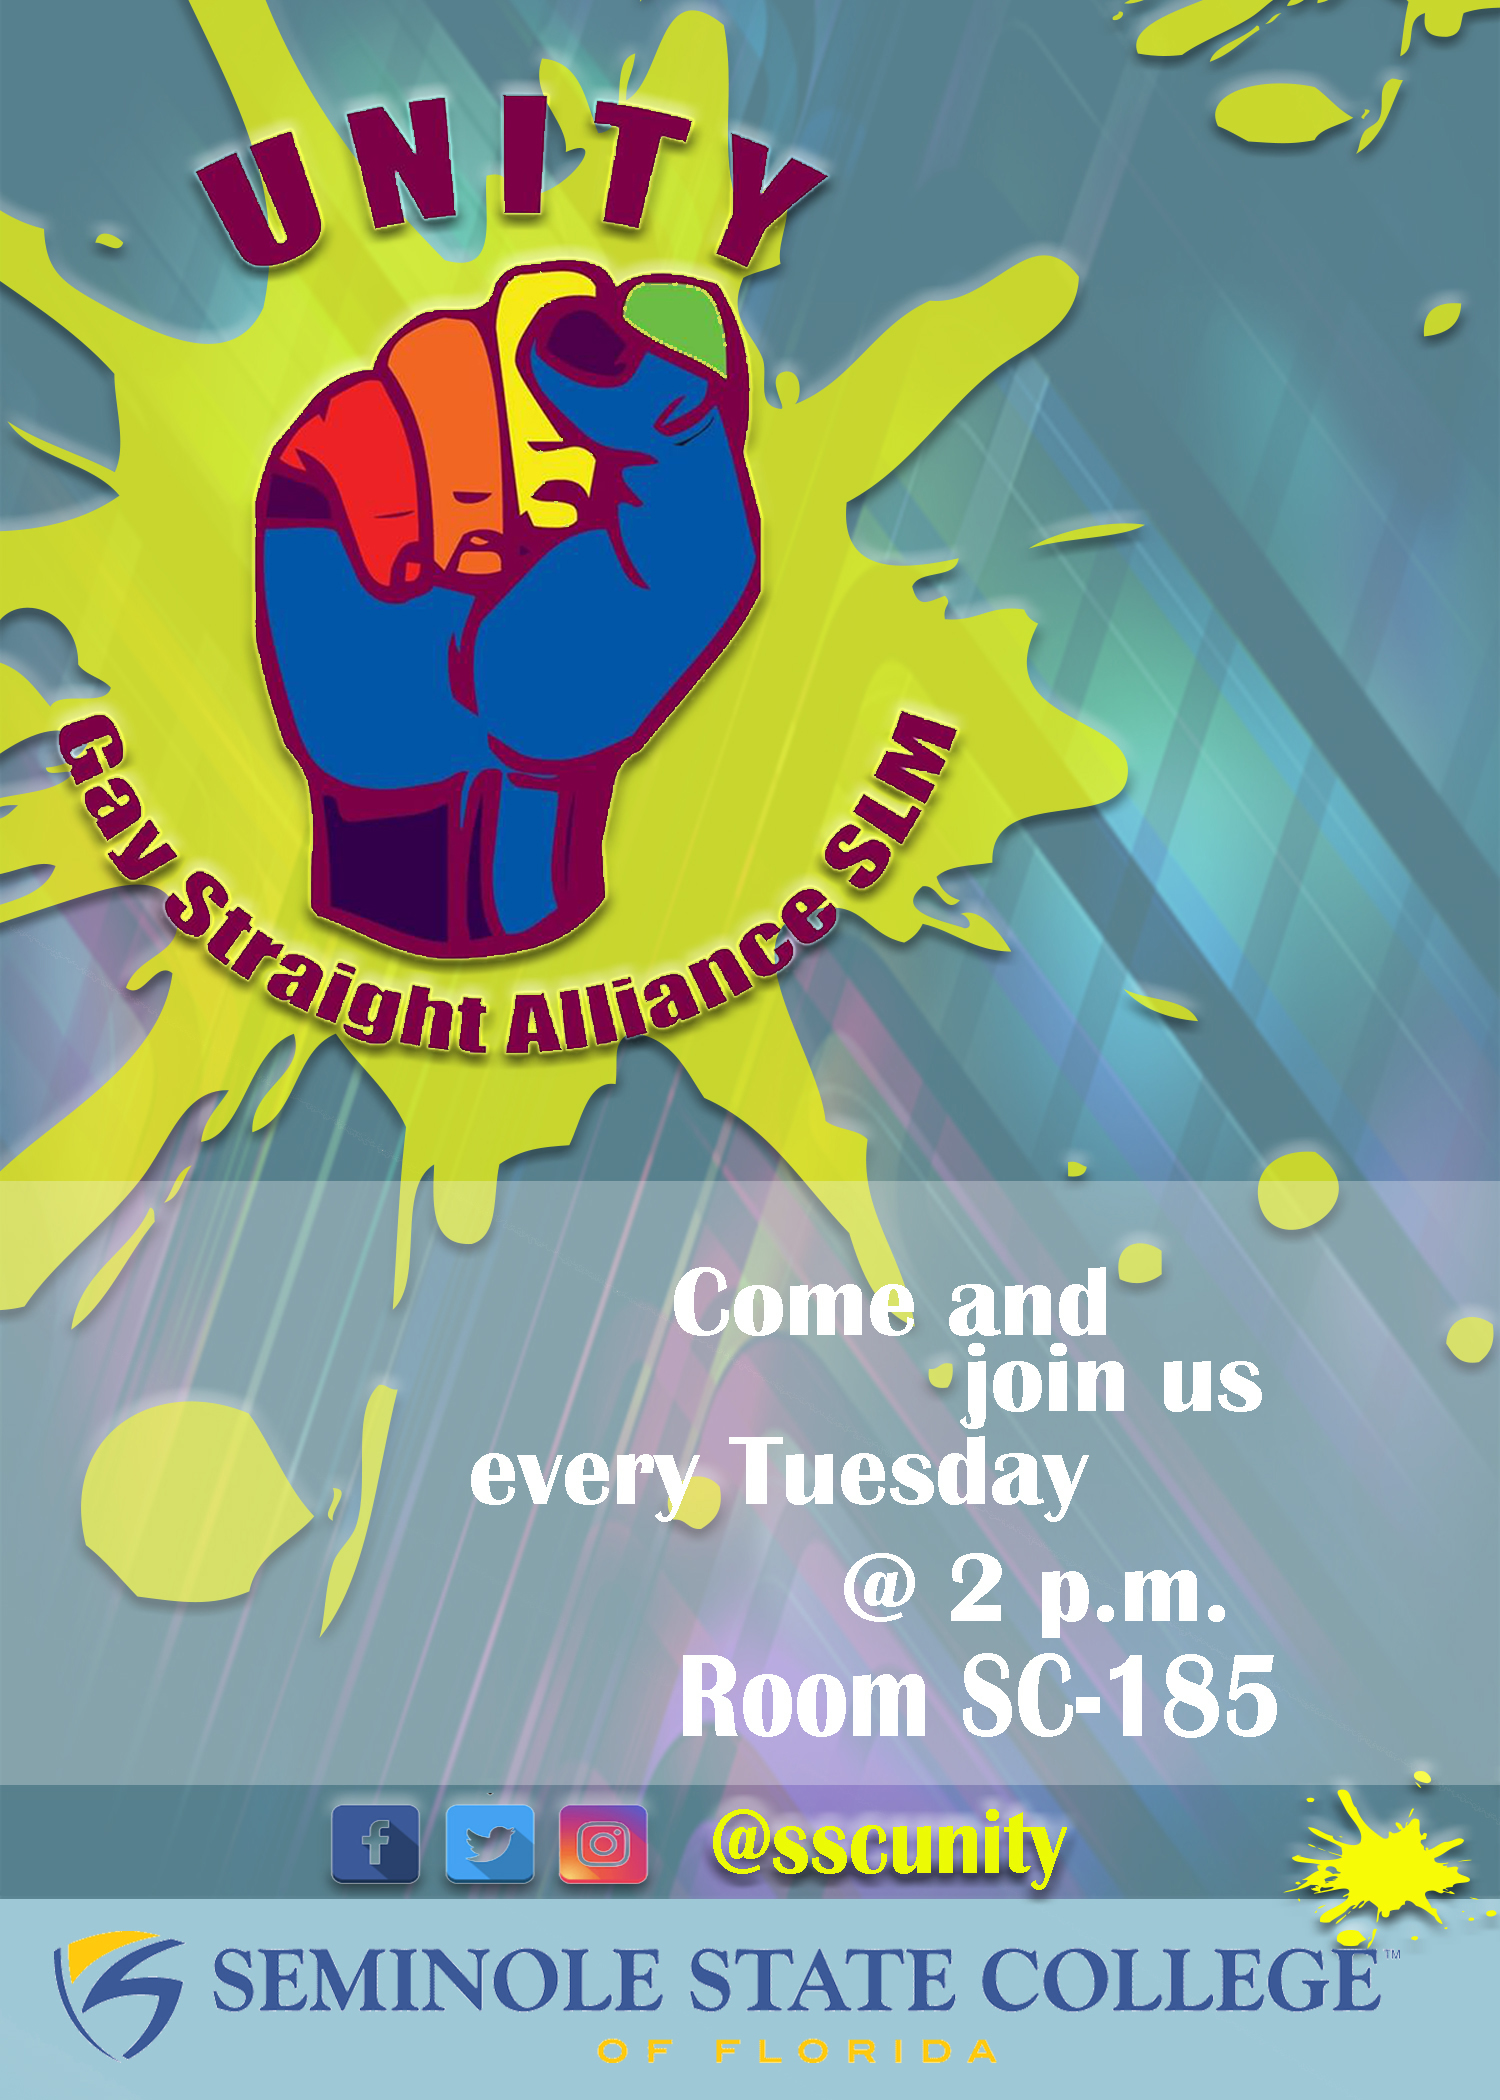 UNITY
Gay Straight Alliance SLM
Come and
join us
every Tuesday
@ 2 p.m.
Room SC-185
@sscunity
SEMINOLE STATE COLLEGE™
OF FLORIDA